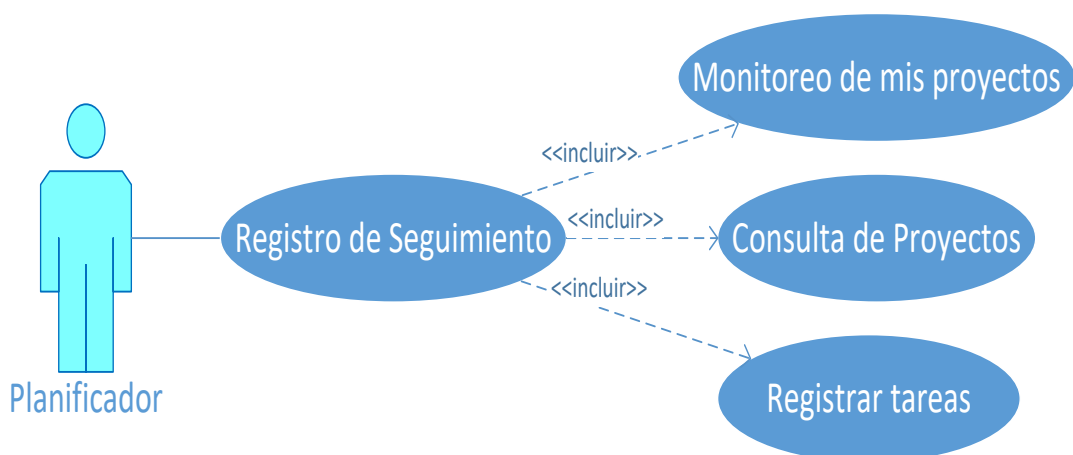 Monitoreo de mis proyectos
<<incluir>>
Registro de Seguimiento
<<incluir>>
Consulta de Proyectos
<<incluir>>
Planificador
Registrar tareas